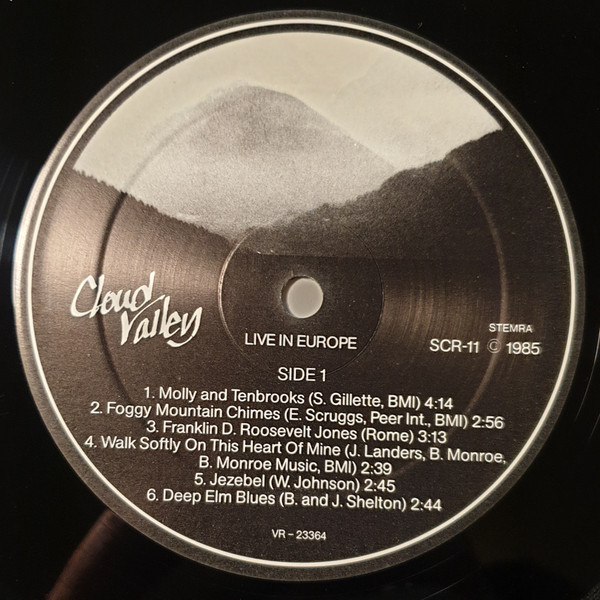 Cloud
Valley
LIVE IN EUROPE
STEMRA
SCR-11 © 1985
SIDE 1
1. Molly and Tenbrooks (S. Gillette, BMI) 4:14
2. Foggy Mountain Chimes (E. Scruggs, Peer Int., BMI) 2:56
3. Franklin D. Roosevelt Jones (Rome) 3:13
4. Walk Softly On This Heart Of Mine (J. Landers, B. Monroe,
B. Monroe Music, BMI) 2:39
5. Jezebel (W. Johnson) 2:45
6. Deep Elm Blues (B. and J. Shelton) 2:44
VR - 23364